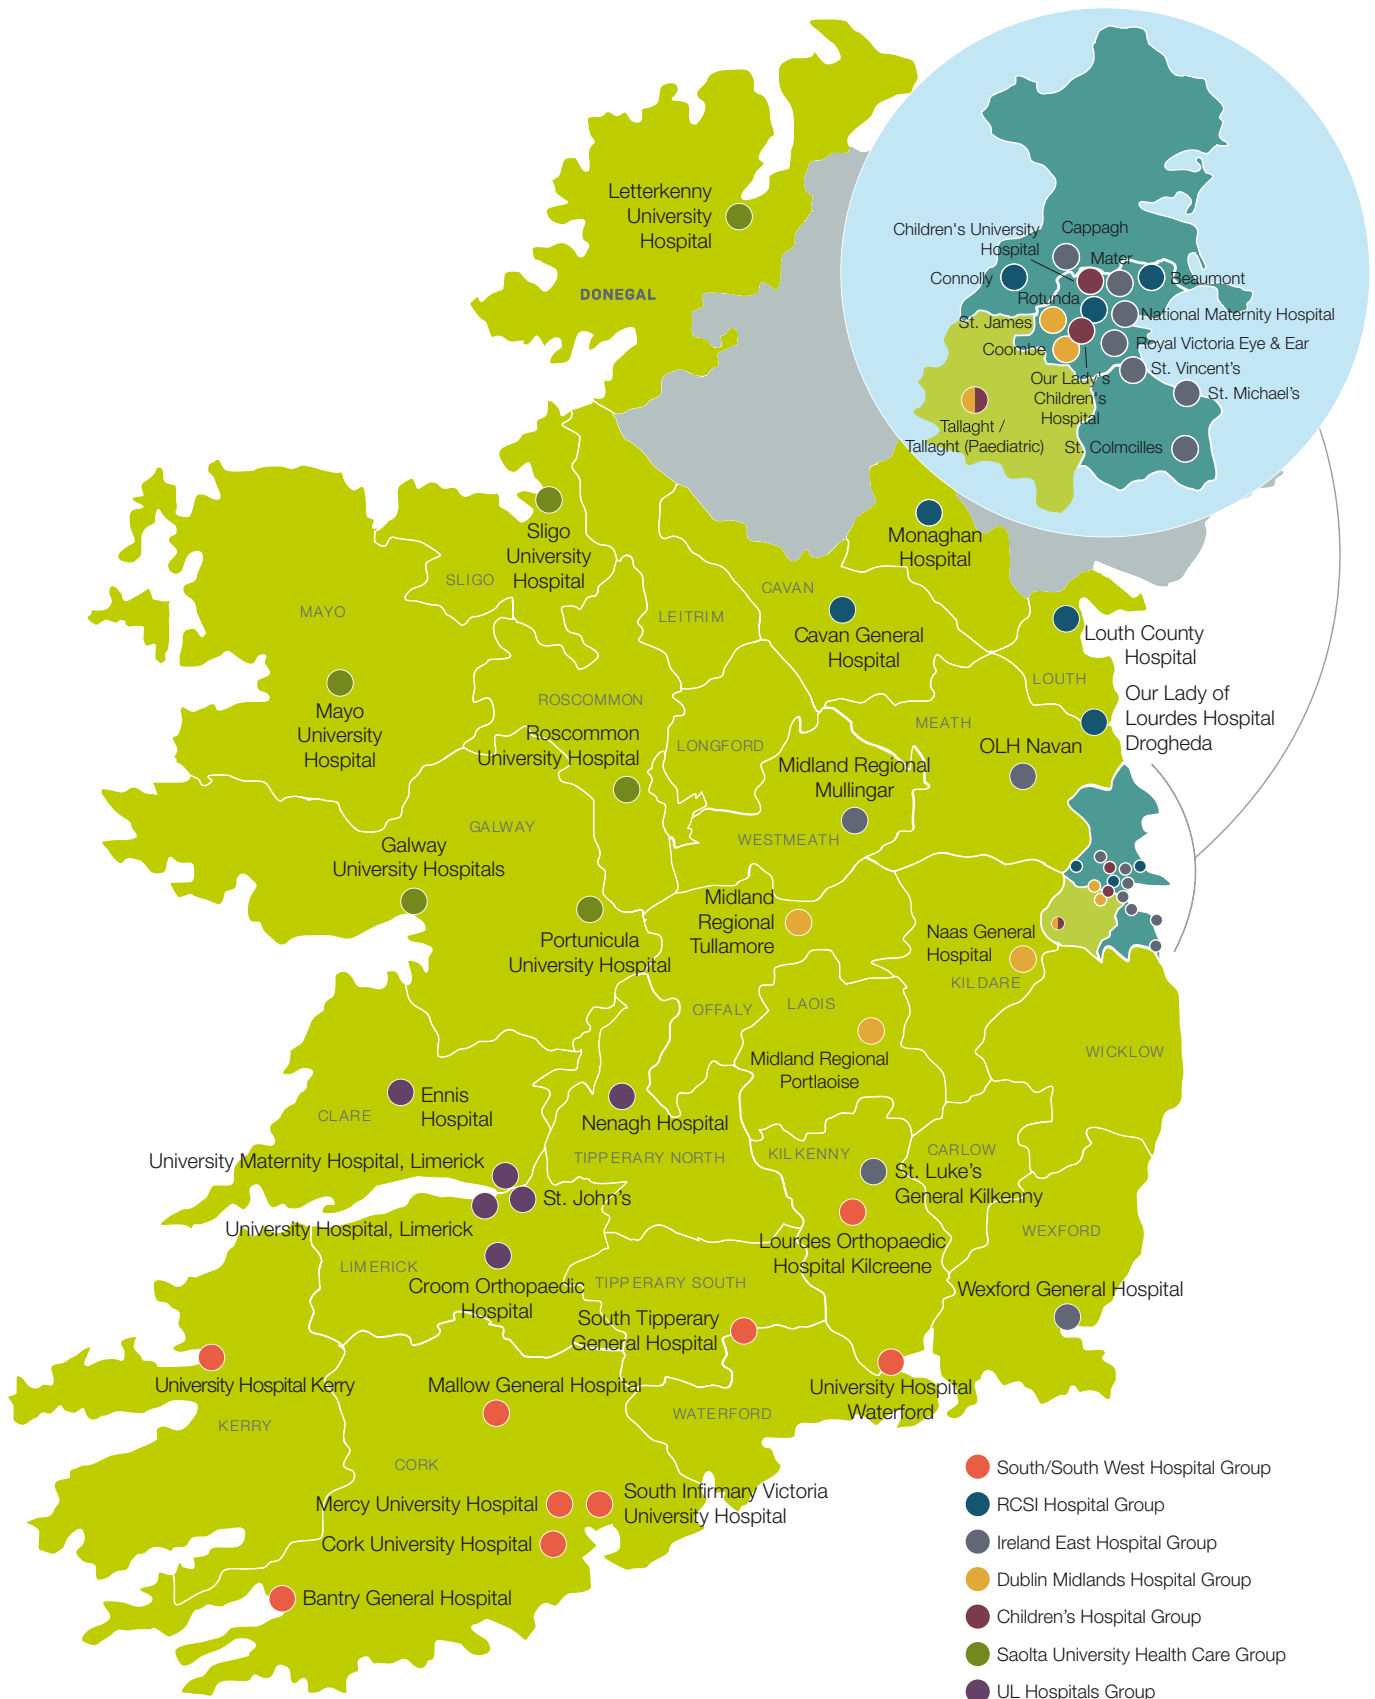 Letterkenny
University
Hospital
DONEGAL
Children's University
Hospital
Cappagh
Mater
Connolly
Beaumont
Rotunda
National Maternity Hospital
St. James
Royal Victoria Eye & Ear
Coombe
St. Vincent's
Our Lady's
Children's
Hospital
St. Michael's
Tallaght /
Tallaght (Paediatric)
St. Colmcilles
Sligo
University
Hospital
SLIGO
MAYO
Monaghan
Hospital
CAVAN
LEITRIM
Cavan General
Hospital
Louth County
Hospital
LOUTH
Mayo
University
Hospital
ROSCOMMON
Roscommon
University Hospital
LONGFORD
MEATH
Our Lady of
Lourdes Hospital
Drogheda
OLH Navan
Midland Regional
Mullingar
WESTMEATH
GALWAY
Galway
University Hospitals
Portunicula
University Hospital
Midland
Regional
Tullamore
Naas General
Hospital
KILDARE
OFFALY
LAOIS
Midland Regional
Portlaoise
WICKLOW
Ennis
Hospital
CLARE
Nenagh Hospital
University Maternity Hospital, Limerick
TIPPERARY NORTH
KILKENNY
CARLOW
St. Luke's
General Kilkenny
St. John's
University Hospital, Limerick
LIMERICK
Croom Orthopaedic
Hospital
Lourdes Orthopaedic
Hospital Kilcreene
WEXFORD
TIPPERARY SOUTH
Wexford General Hospital
South Tipperary
General Hospital
University Hospital Kerry
Mallow General Hospital
University Hospital
Waterford
KERRY
WATERFORD
CORK
Mercy University Hospital
South Infirmary Victoria
University Hospital
Cork University Hospital
Bantry General Hospital
South/South West Hospital Group
RCSI Hospital Group
Ireland East Hospital Group
Dublin Midlands Hospital Group
Children's Hospital Group
Saolta University Health Care Group
UL Hospitals Group